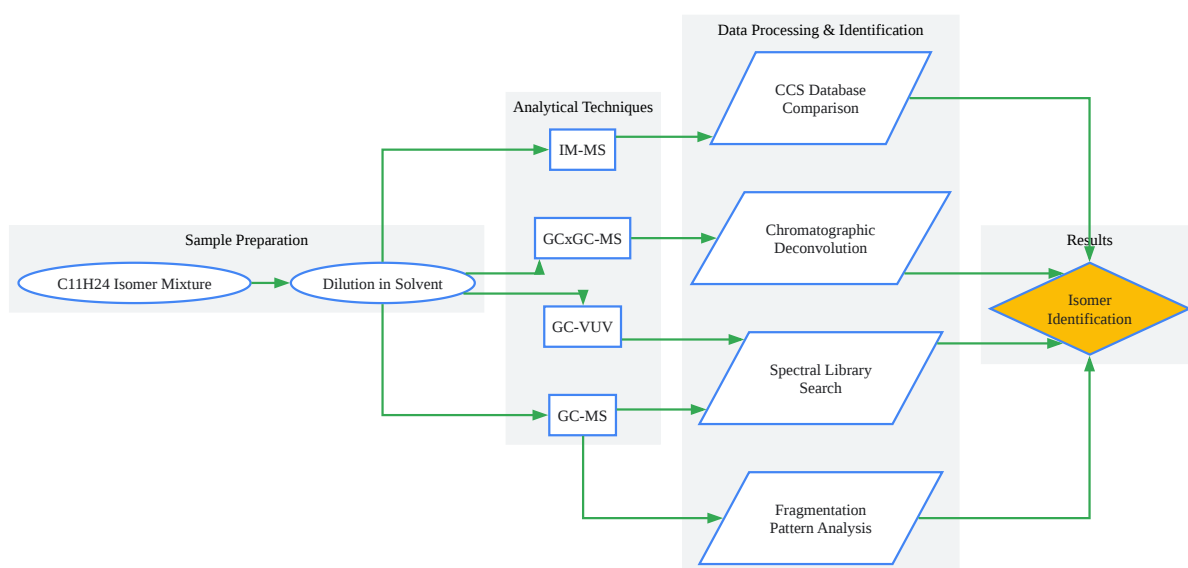 Data Processing & Identification
CCS Database
Comparison
Analytical Techniques
IM-MS
GCxGC-MS
Chromatographic
Deconvolution
Sample Preparation
Results
C11H24 Isomer Mixture
Dilution in Solvent
Isomer
Identification
GC-VUV
Spectral Library
Search
GC-MS
Fragmentation
Pattern Analysis